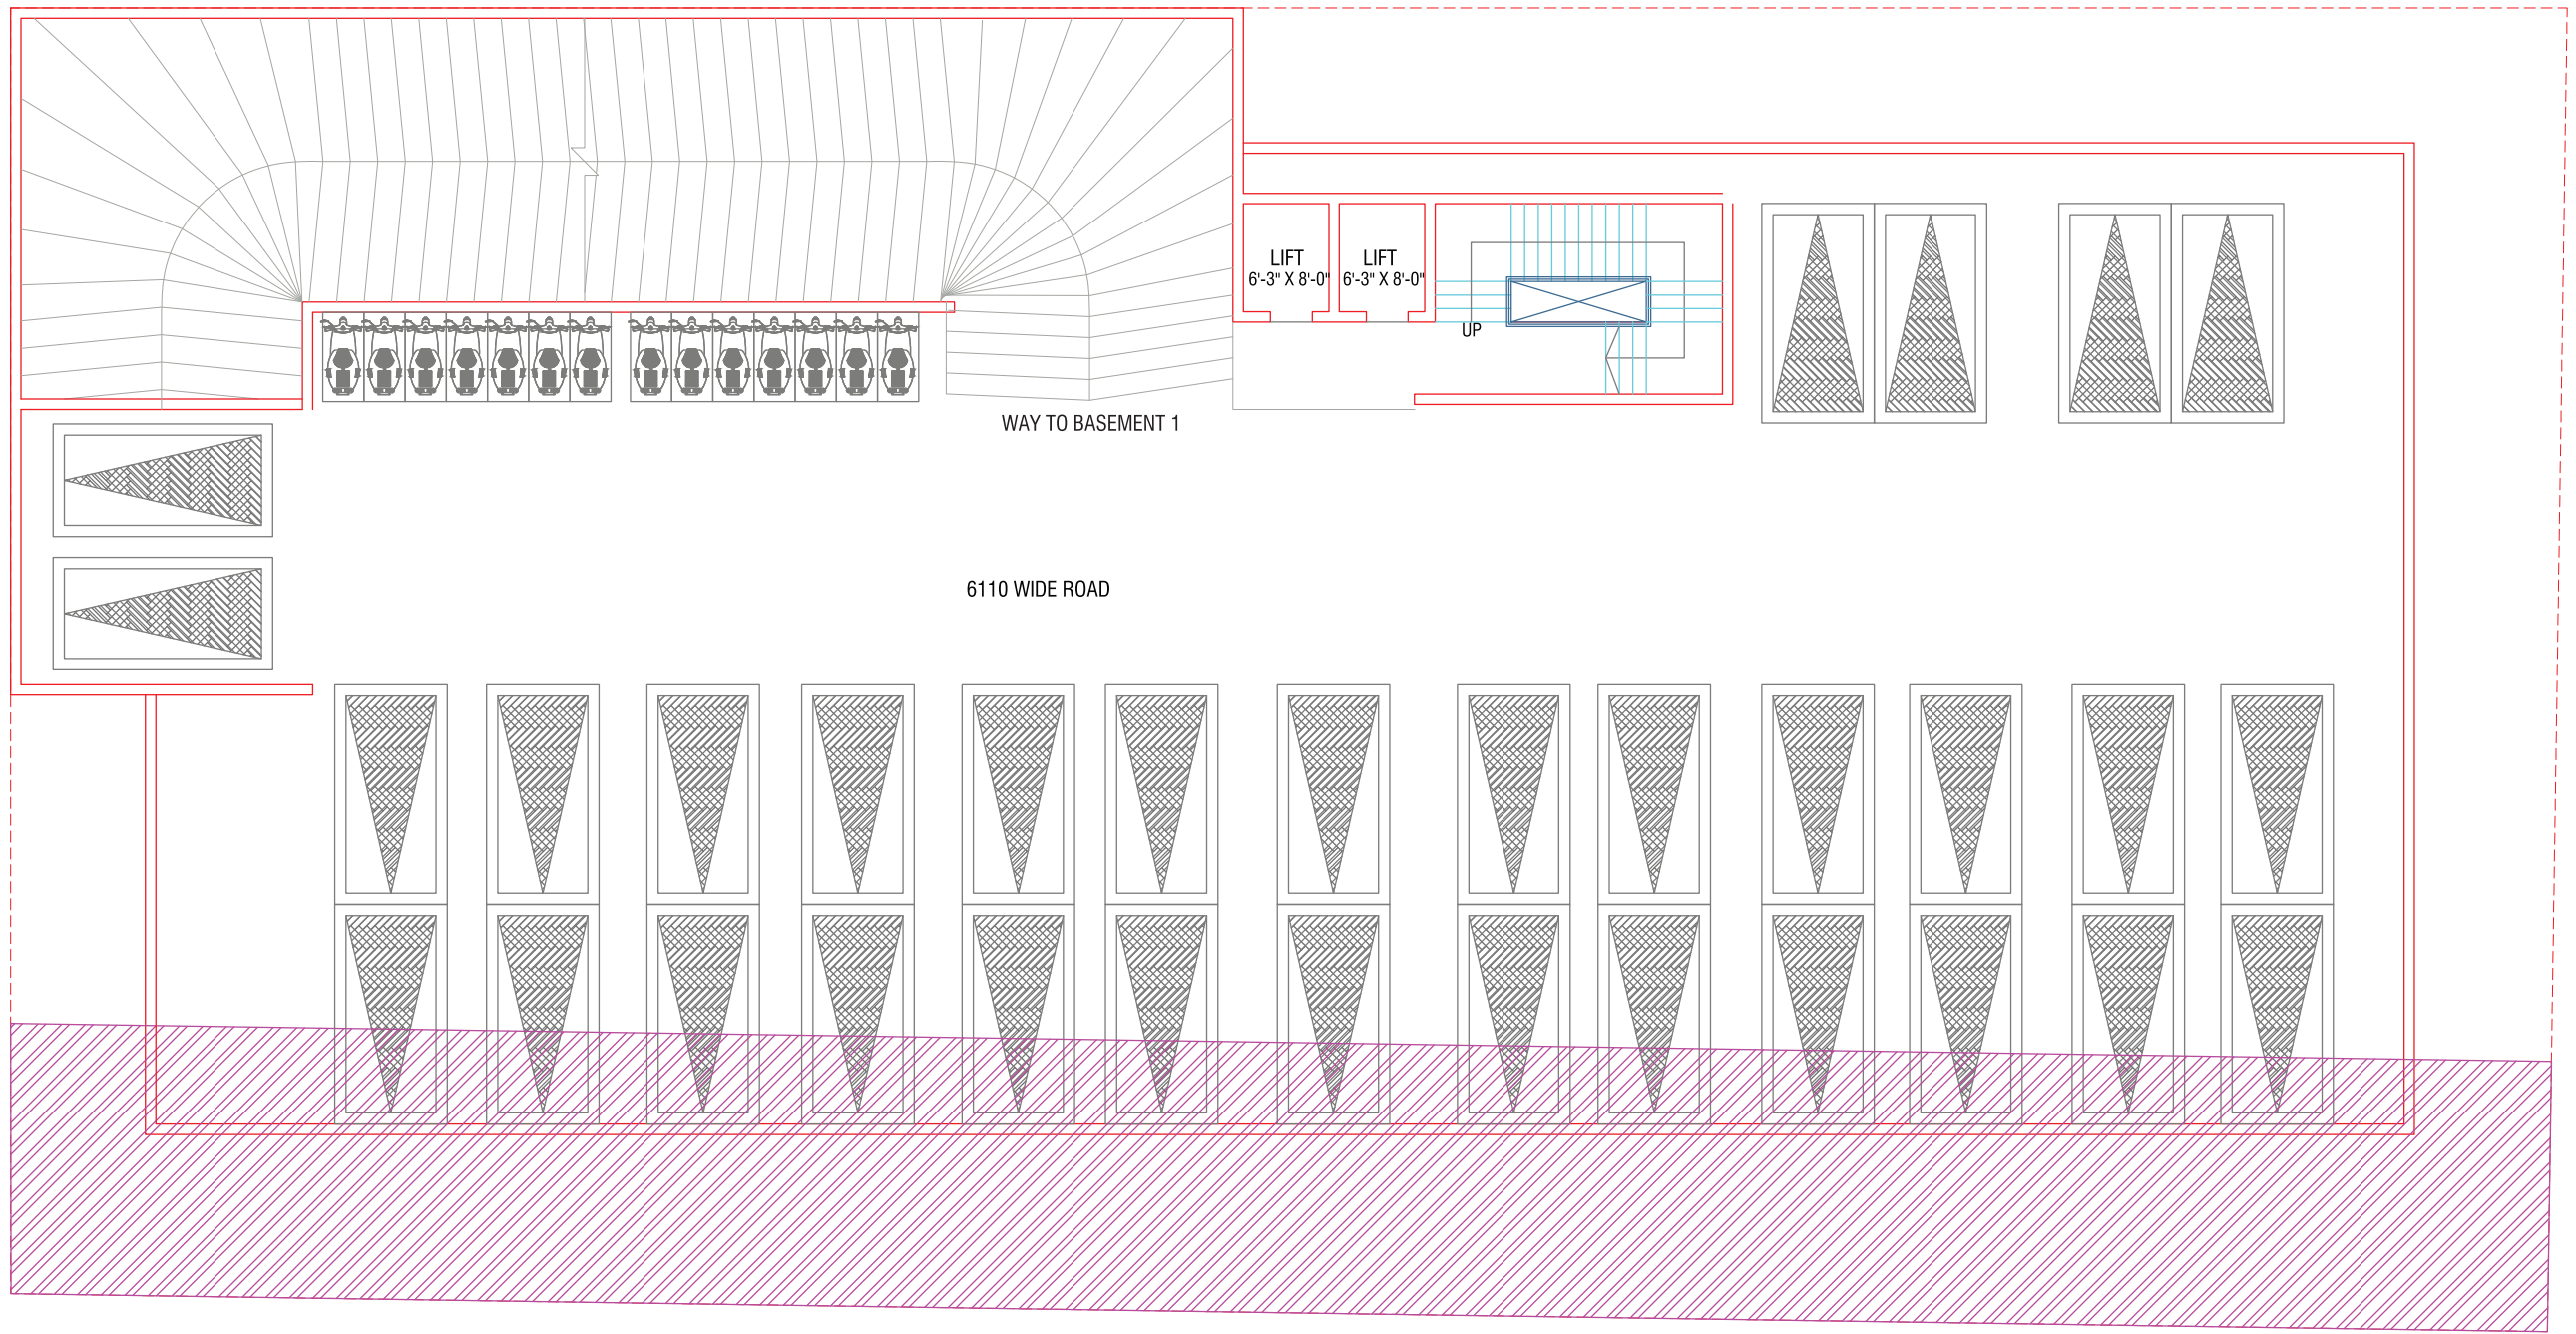 LIFT
6'-3" X 8'-0"
LIFT
6'-3" X 8'-0"
UP
WAY TO BASEMENT 1
6110 WIDE ROAD